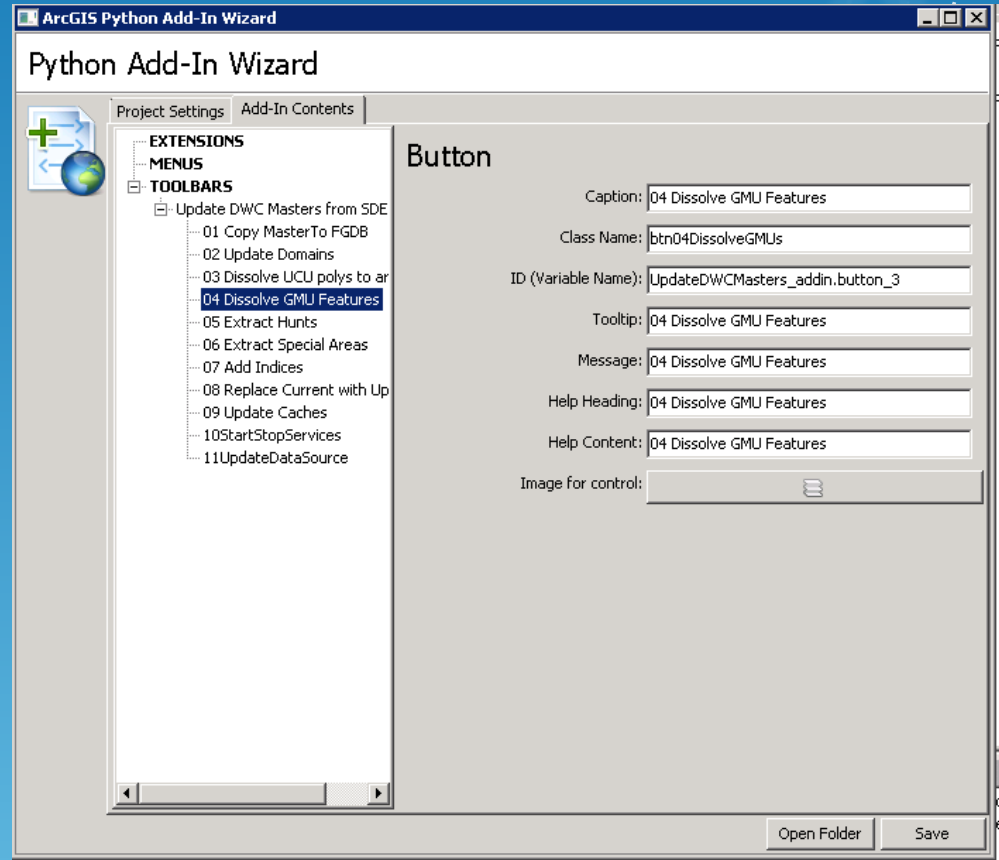 ArcGIS Python Add-In Wizard
Python Add-In Wizard
Project Settings
Add-In Contents
EXTENSIONS
MENUS
TOOLBARS
Update DWC Masters from SDE
01 Copy MasterTo FGDB
02 Update Domains
03 Dissolve UCU polys to ar
04 Dissolve GMU Features
05 Extract Hunts
06 Extract Special Areas
07 Add Indices
08 Replace Current with Up
09 Update Caches
10StartStopServices
11UpdateDataSource
Button
Caption: 04 Dissolve GMU Features
Class Name: btn04DissolveGMUs
ID (Variable Name): UpdateDWCMasters_addin.button_3
Tooltip: 04 Dissolve GMU Features
Message: 04 Dissolve GMU Features
Help Heading: 04 Dissolve GMU Features
Help Content: 04 Dissolve GMU Features
Image for control:
Open Folder
Save